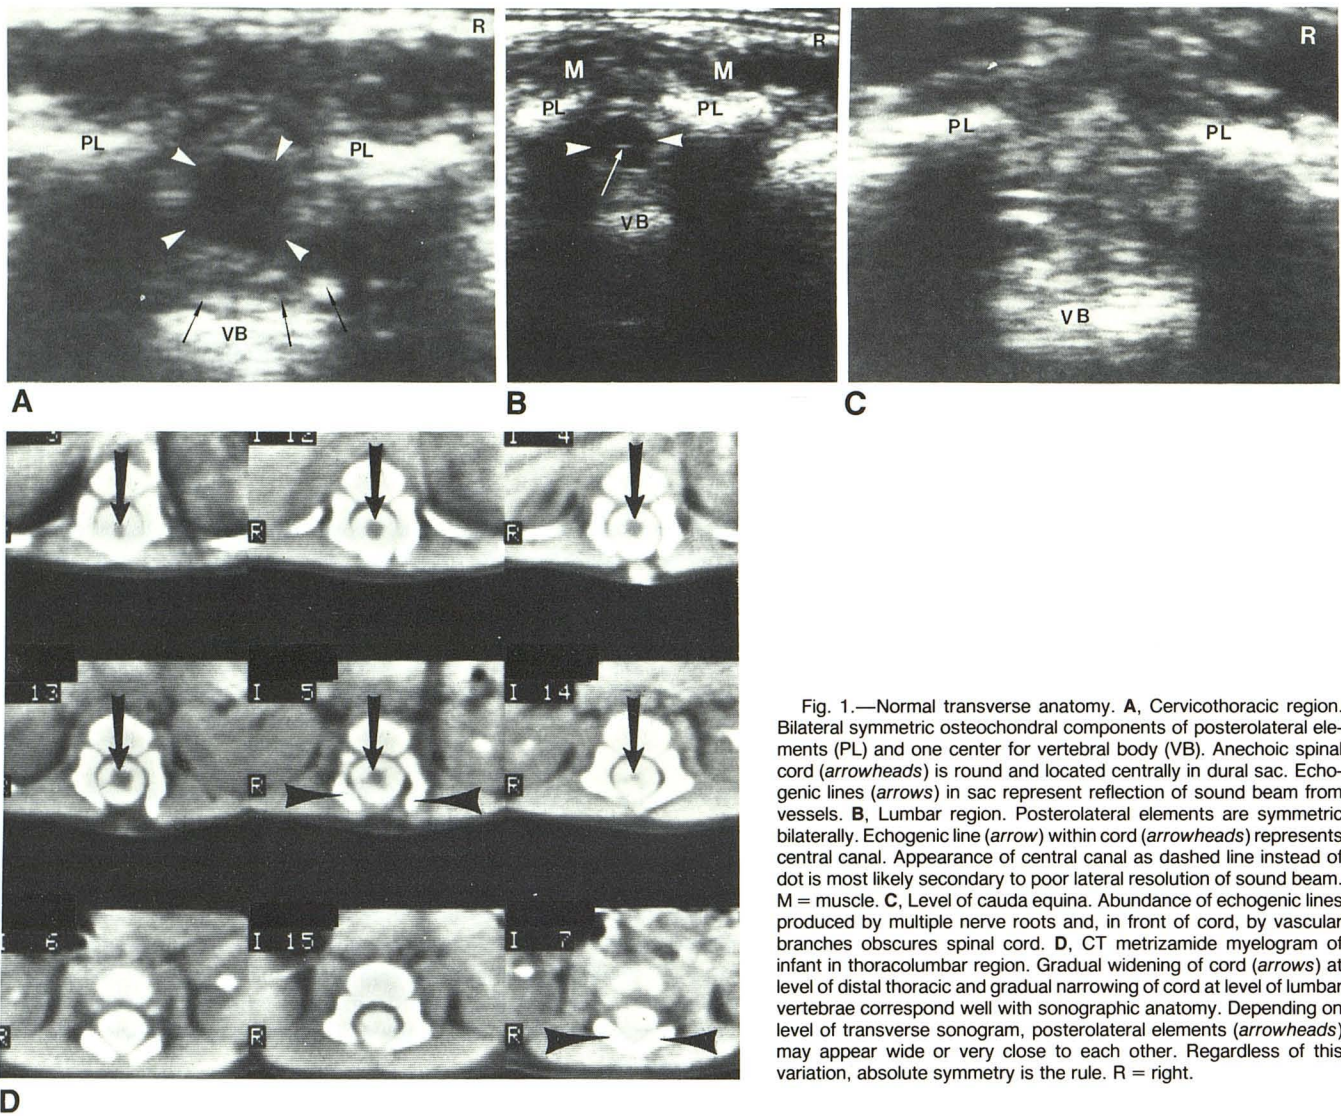 R
PL
PL
VB
A
R
M
M
PL
PL
VB
B
R
PL
PL
VB
C
I 12
R
I 4
R
13
R
I 5
R
I 14
R
I 6
R
I 15
R
I 7
R
D
Fig. 1.—Normal transverse anatomy. A, Cervicothoracic region.
Bilateral symmetric osteochondral components of posterolateral ele-
ments (PL) and one center for vertebral body (VB). Anechoic spinal
cord (arrowheads) is round and located centrally in dural sac. Echo-
genic lines (arrows) in sac represent reflection of sound beam from
vessels. B, Lumbar region. Posterolateral elements are symmetric
bilaterally. Echogenic line (arrow) within cord (arrowheads) represents
central canal. Appearance of central canal as dashed line instead of
dot is most likely secondary to poor lateral resolution of sound beam.
M = muscle. C, Level of cauda equina. Abundance of echogenic lines
produced by multiple nerve roots and, in front of cord, by vascular
branches obscures spinal cord. D, CT metrizamide myelogram of
infant in thoracolumbar region. Gradual widening of cord (arrows) at
level of distal thoracic and gradual narrowing of cord at level of lumbar
vertebrae correspond well with sonographic anatomy. Depending on
level of transverse sonogram, posterolateral elements (arrowheads)
may appear wide or very close to each other. Regardless of this
variation, absolute symmetry is the rule. R = right.